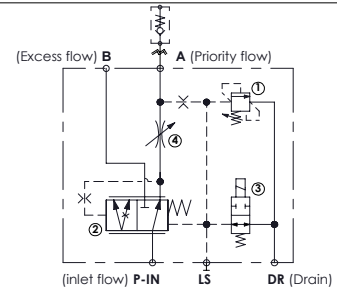 (Excess flow) B
A (Priority flow)
①
④
③
②
(inlet flow) P-IN
LS
DR (Drain)